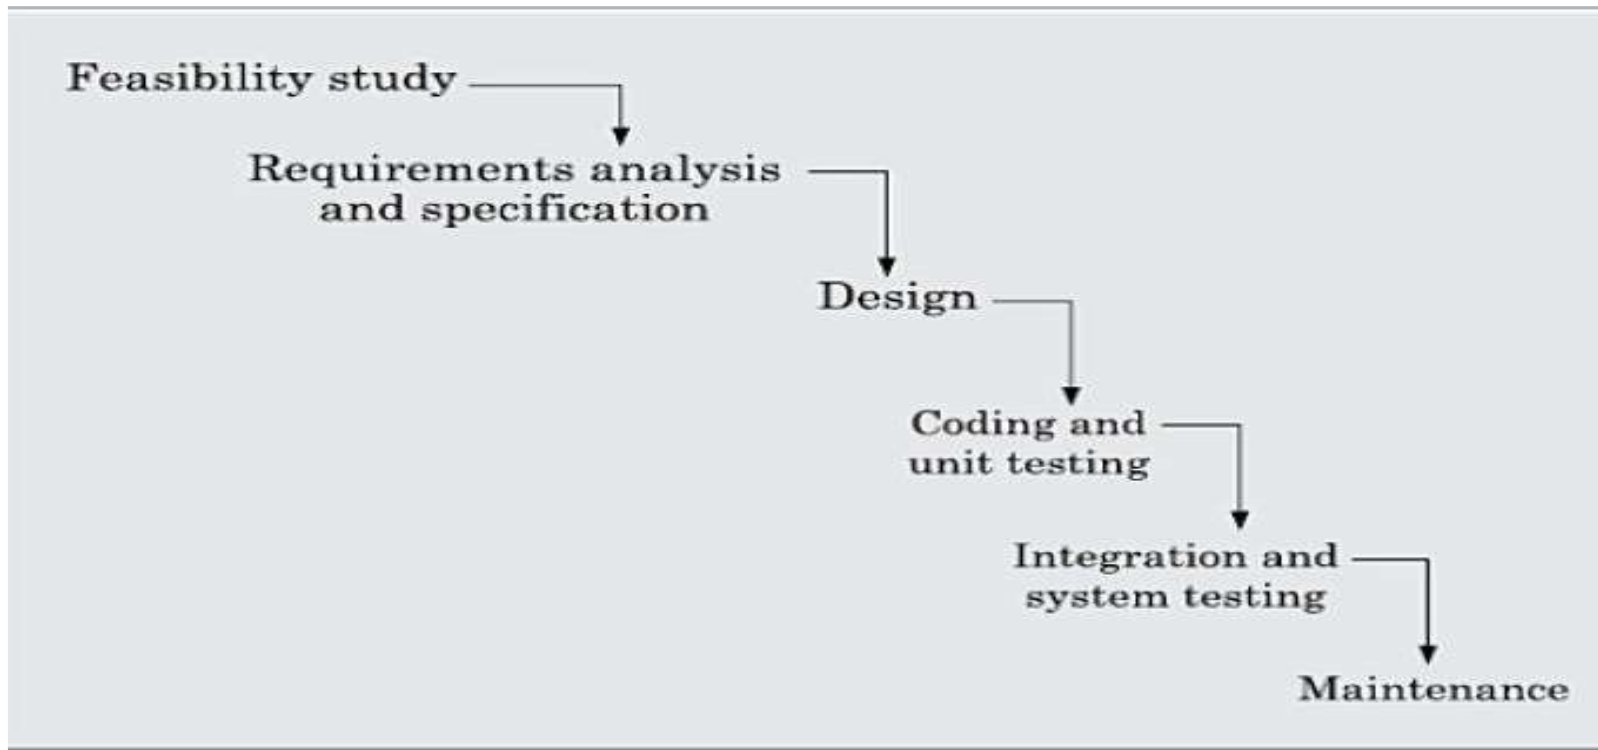 Feasibility study
Requirements analysis
and specification
Design
Coding and
unit testing
Integration and
system testing
Maintenance